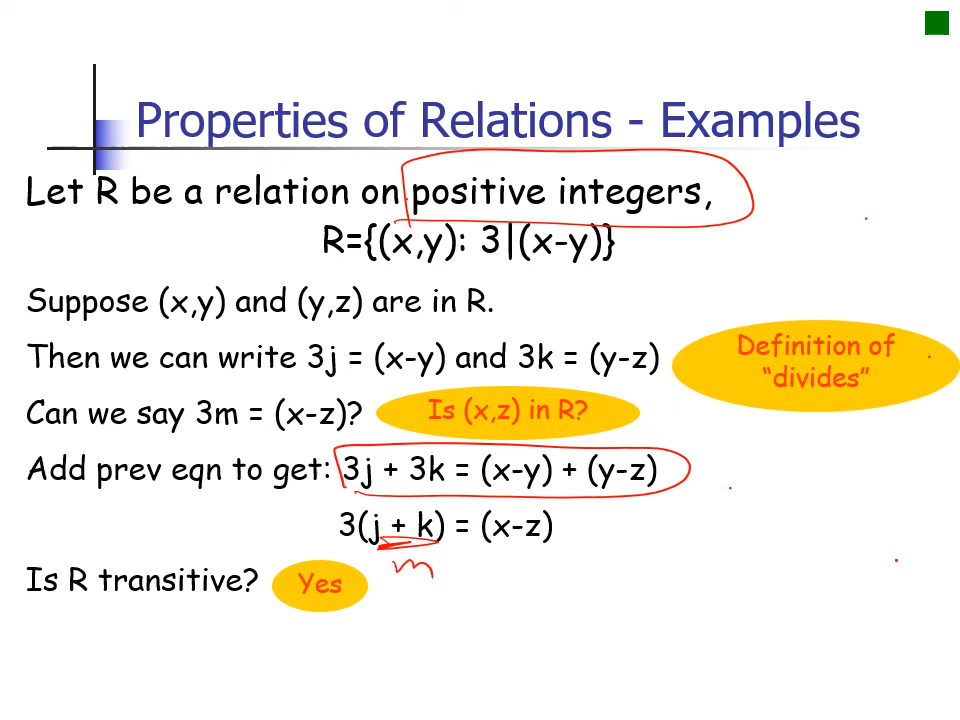 Properties of Relations - Examples
Let R be a relation on positive integers,
R={(x,y): 3|(x-y)}
Suppose (x,y) and (y,z) are in R.
Then we can write 3j = (x-y) and 3k = (y-z)
Definition of
“divides”
Can we say 3m = (x-z)?
Is (x,z) in R?
Add prev eqn to get: 3j + 3k = (x-y) + (y-z)
3(j + k) = (x-z)
m
Is R transitive?
Yes